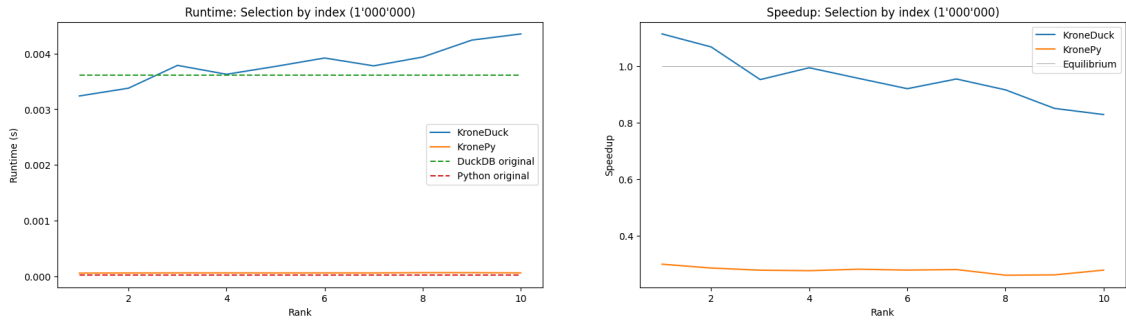 Runtime: Selection by index (1'000'000)
0.004
0.003
0.002
0.001
0.000
Runtime (s)
KroneDuck
KronePy
DuckDB original
Python original
2
4
6
8
10
Rank
Speedup: Selection by index (1'000'000)
1.0
0.8
0.6
0.4
Speedup
KroneDuck
KronePy
Equilibrium
2
4
6
8
10
Rank